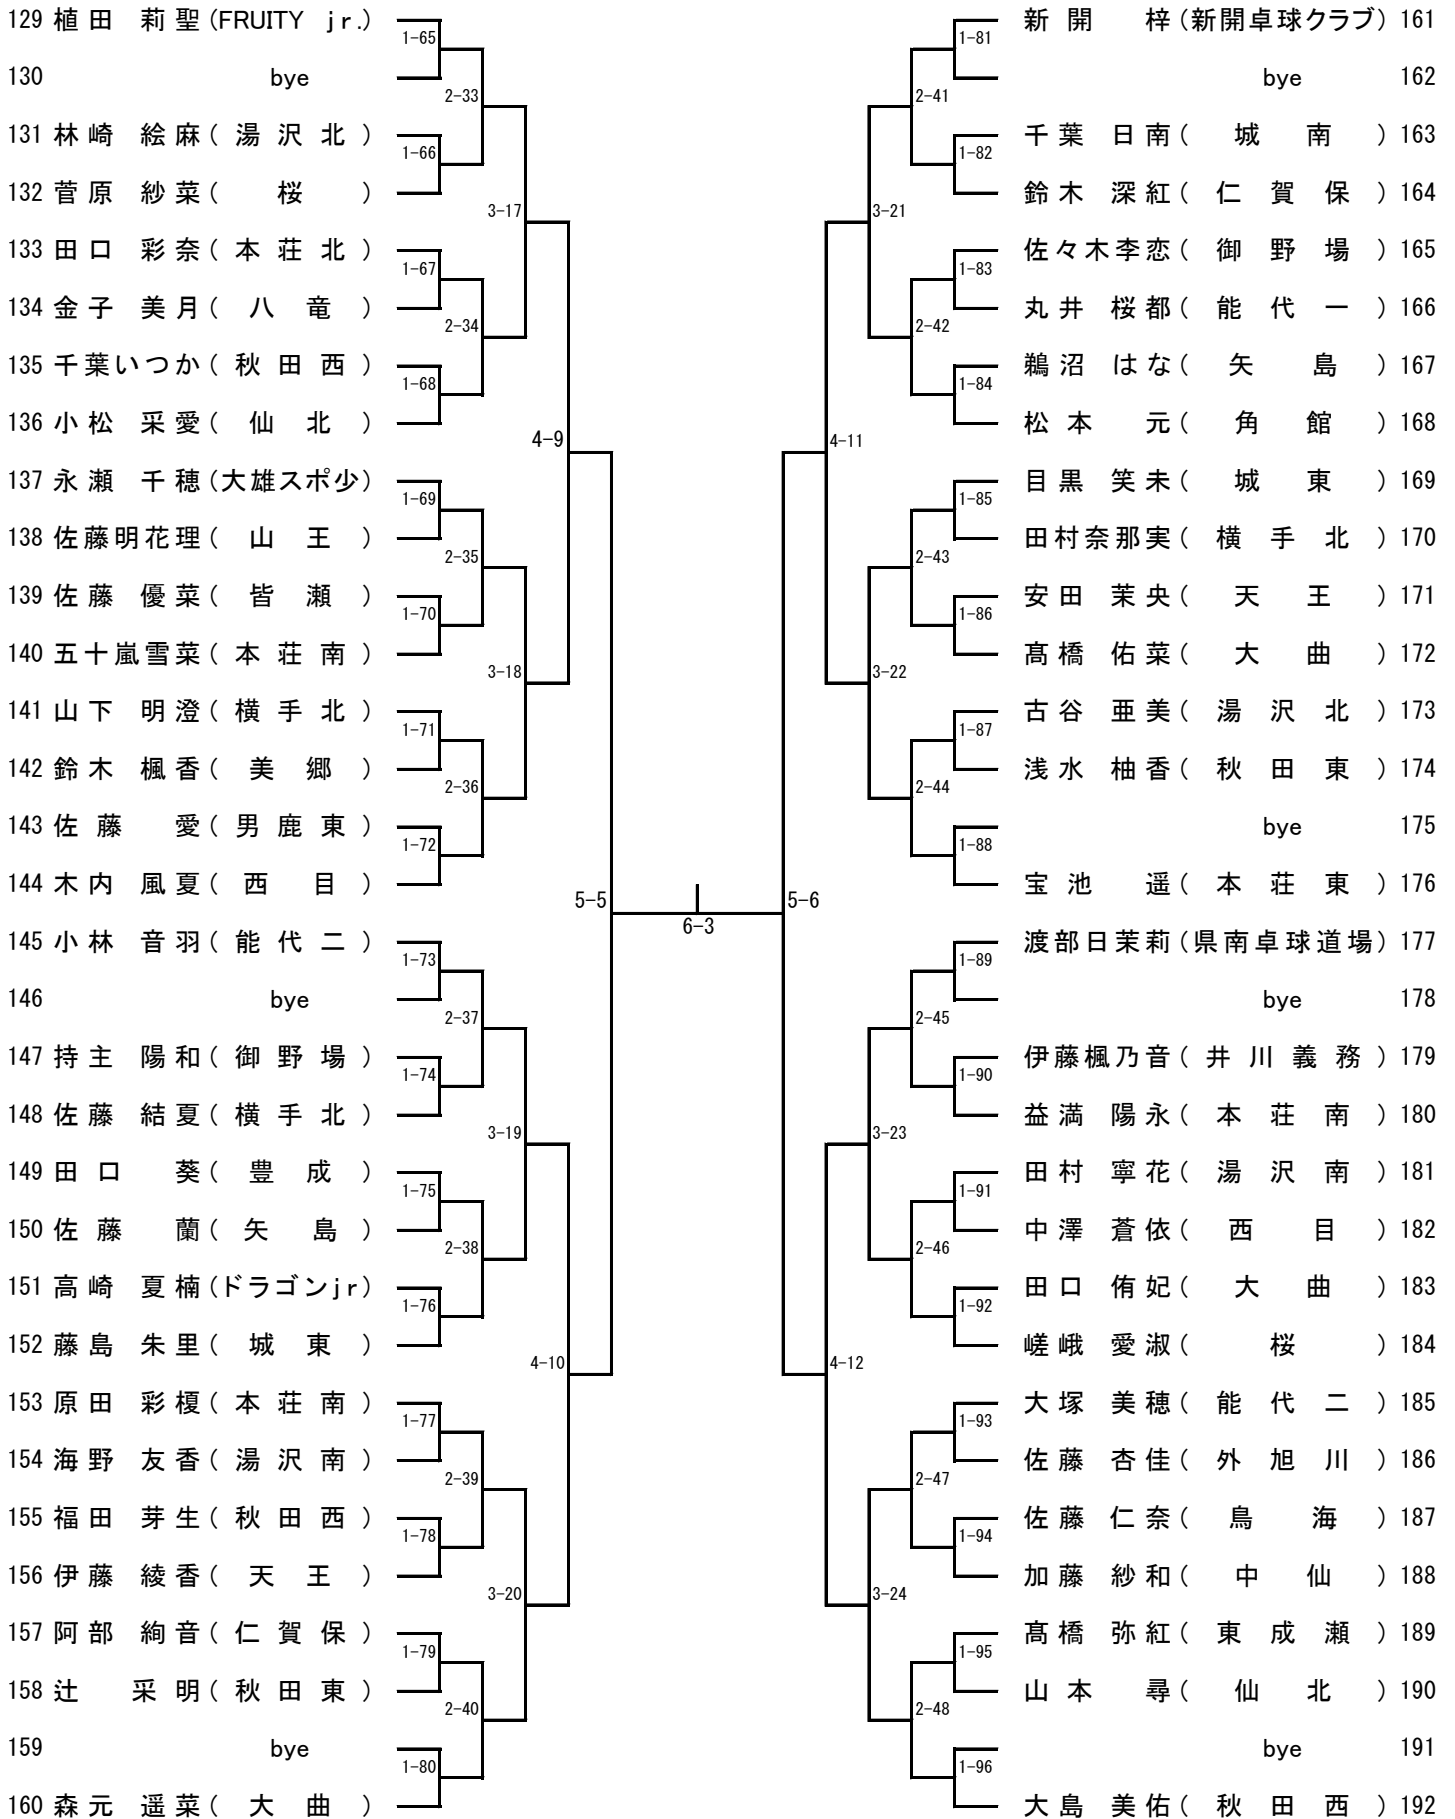 129 植田 莉聖 (FRUITY jr.)
130 bye
131 林崎 絵麻 ( 湯沢北 )
132 菅原 紗菜 ( 桜 )
133 田口 彩奈 ( 本荘北 )
134 金子 美月 ( 八竜 )
135 千葉いつか ( 秋田西 )
136 小松 采愛 ( 仙北 )
137 永瀬 千穂 (大雄スポ少)
138 佐藤明花理 ( 山王 )
139 佐藤 優菜 ( 皆瀬 )
140 五十嵐雪菜 ( 本荘南 )
141 山下 明澄 ( 横手北 )
142 鈴木 楓香 ( 美郷 )
143 佐藤 愛 ( 男鹿東 )
144 木内 風夏 ( 西目 )
145 小林 音羽 ( 能代二 )
146 bye
147 持主 陽和 ( 御野場 )
148 佐藤 結夏 ( 横手北 )
149 田口 葵 ( 豊成 )
150 佐藤 蘭 ( 矢島 )
151 高崎 夏楠 (ドラゴンjr)
152 藤島 朱里 ( 城東 )
153 原田 彩榎 ( 本荘南 )
154 海野 友香 ( 湯沢南 )
155 福田 芽生 ( 秋田西 )
156 伊藤 綾香 ( 天王 )
157 阿部 絢音 ( 仁賀保 )
158 辻 采明 ( 秋田東 )
159 bye
160 森元 遥菜 ( 大曲 )
1-65
1-66
1-67
1-68
1-69
1-70
1-71
1-72
1-73
1-74
1-75
1-76
1-77
1-78
1-79
1-80
2-33
2-34
2-35
2-36
2-37
2-38
2-39
2-40
3-17
3-18
3-19
3-20
4-9
4-10
5-5
6-3
5-6
4-11
4-12
3-21
3-22
3-23
3-24
2-41
2-42
2-43
2-44
2-45
2-46
2-47
2-48
1-81
1-82
1-83
1-84
1-85
1-86
1-87
1-88
1-89
1-90
1-91
1-92
1-93
1-94
1-95
1-96
新開 梓 (新開卓球クラブ) 161
bye 162
千葉 日南 ( 城南 ) 163
鈴木 深紅 ( 仁賀保 ) 164
佐々木李恋 ( 御野場 ) 165
丸井 桜都 ( 能代一 ) 166
鵜沼 はな ( 矢島 ) 167
松本 元 ( 角館 ) 168
目黒 笑未 ( 城東 ) 169
田村奈那実 ( 横手北 ) 170
安田 茉央 ( 天王 ) 171
髙橋 佑菜 ( 大曲 ) 172
古谷 亜美 ( 湯沢北 ) 173
浅水 柚香 ( 秋田東 ) 174
bye 175
宝池 遥 ( 本荘東 ) 176
渡部日茉莉 (県南卓球道場) 177
bye 178
伊藤楓乃音 ( 井川義務 ) 179
益満 陽永 ( 本荘南 ) 180
田村 寧花 ( 湯沢南 ) 181
中澤 蒼依 ( 西目 ) 182
田口 侑妃 ( 大曲 ) 183
嵯峨 愛淑 ( 桜 ) 184
大塚 美穂 ( 能代二 ) 185
佐藤 杏佳 ( 外旭川 ) 186
佐藤 仁奈 ( 鳥海 ) 187
加藤 紗和 ( 中仙 ) 188
髙橋 弥紅 ( 東成瀬 ) 189
山本 尋 ( 仙北 ) 190
bye 191
大島 美佑 ( 秋田西 ) 192